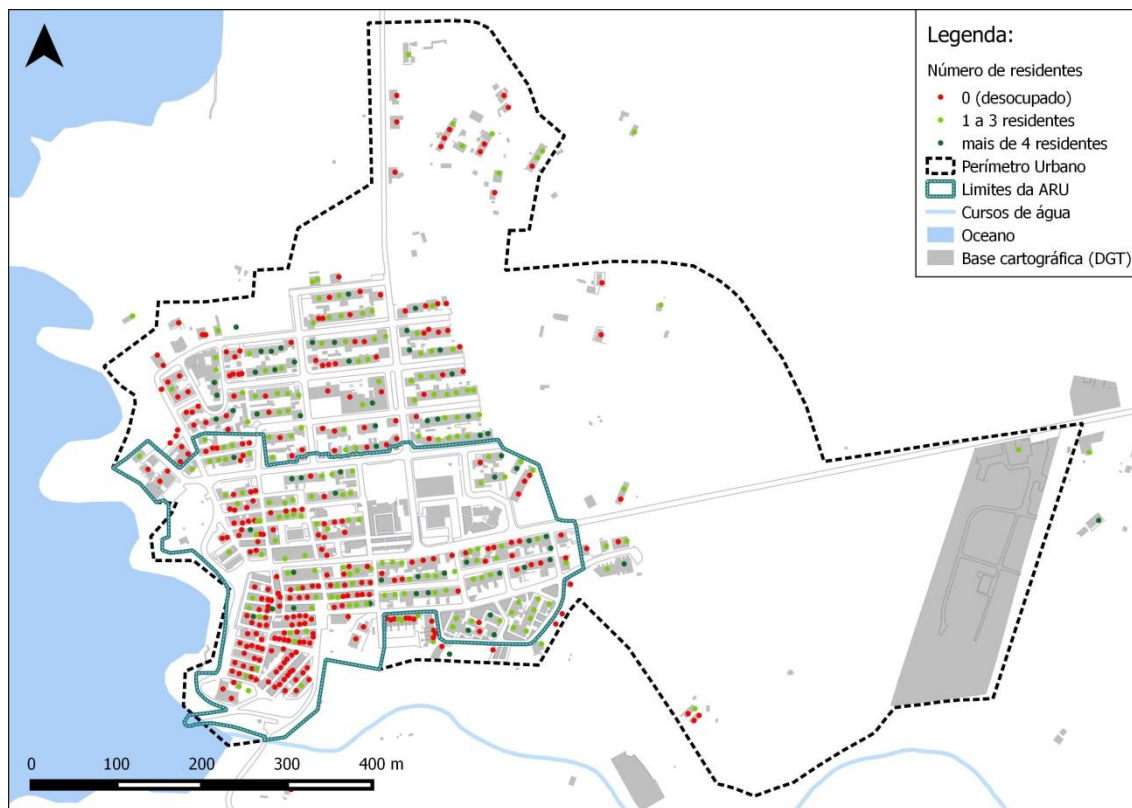 Legenda:
Número de residentes
0 (desocupado)
1 a 3 residentes
mais de 4 residentes
Perímetro Urbano
Limites da ARU
Cursos de água
Oceano
Base cartográfica (DGT)
0 100 200 300 400 m